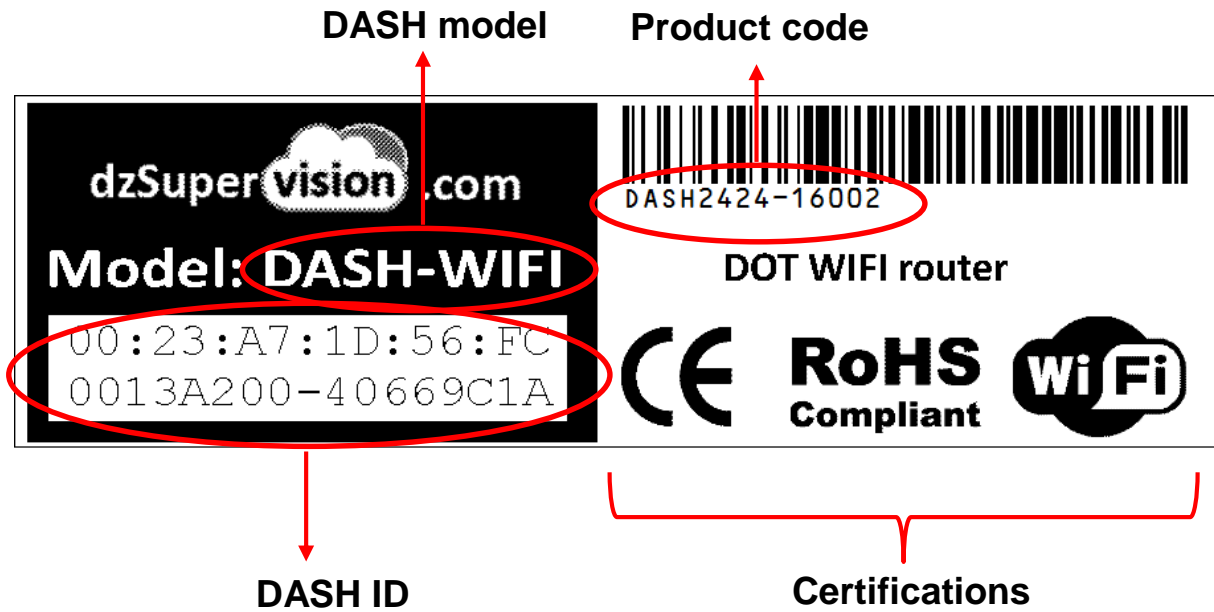 DASH model
Product code
dzSupervision.com
DASH2424-16002
Model: DASH-WIFI
DOT WIFI router
00:23:A7:1D:56:FC
0013A200-40669C1A
CE
RoHS
Compliant
WiFi
DASH ID
Certifications